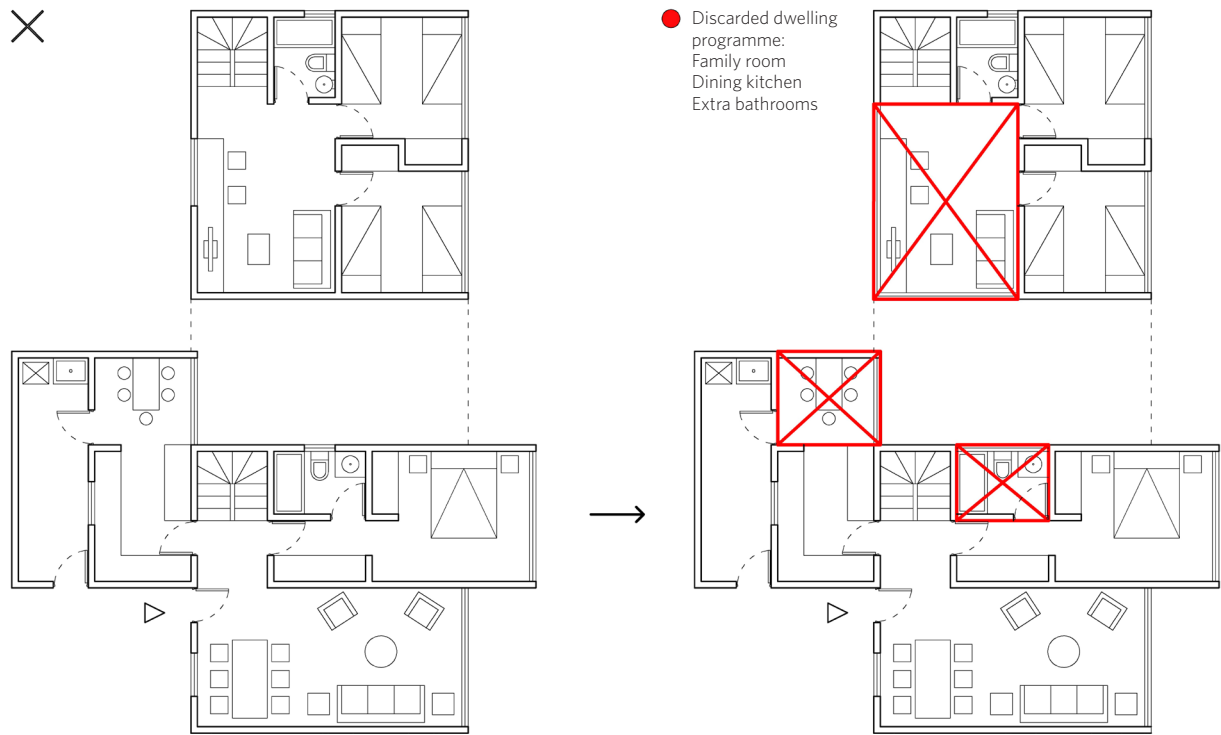 Discarded dwelling
programme:
Family room
Dining kitchen
Extra bathrooms